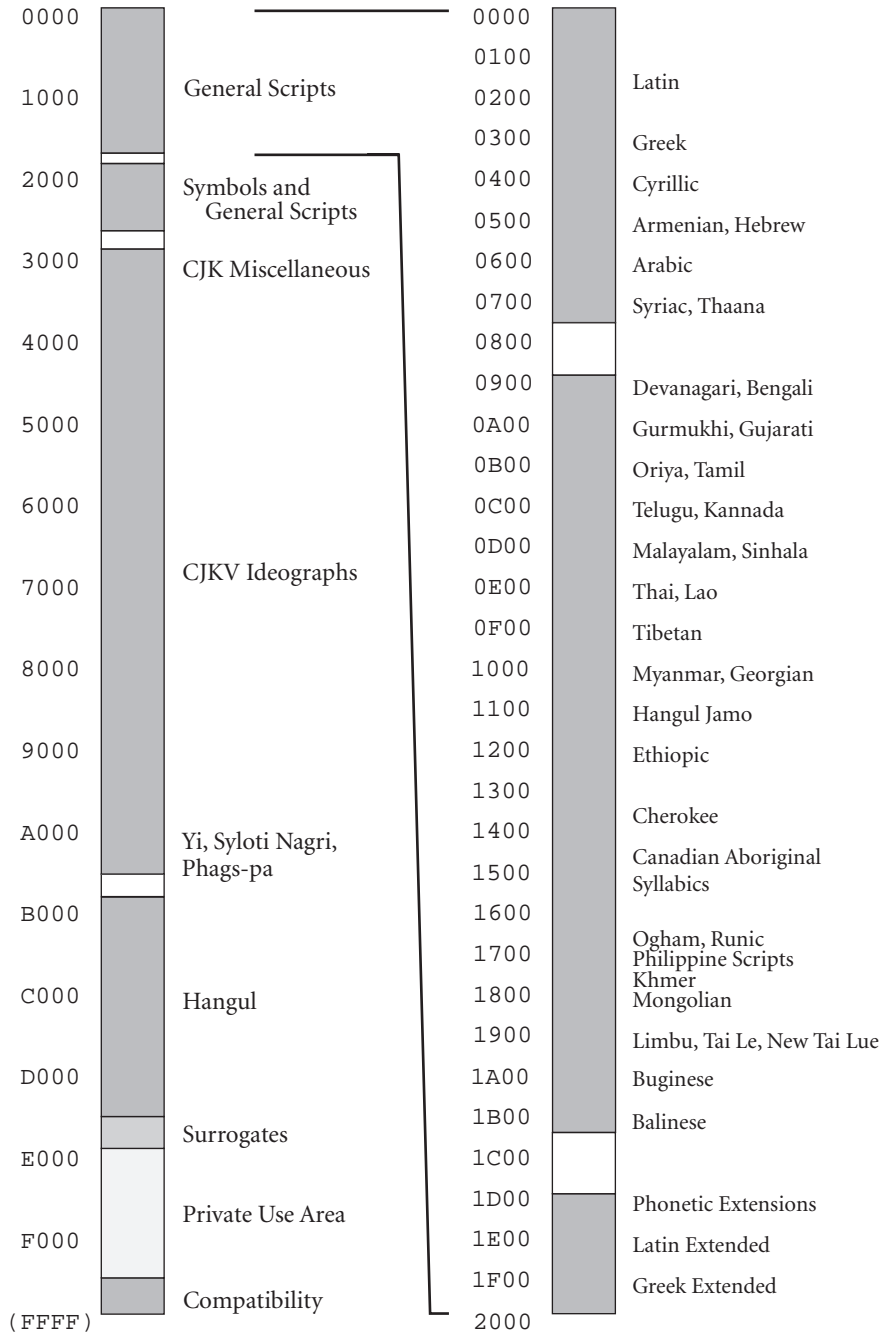 0000
General Scripts
1000
2000
Symbols and
General Scripts
3000
CJK Miscellaneous
4000
5000
6000
CJKV Ideographs
7000
8000
9000
A000
Yi, Syloti Nagri,
Phags-pa
B000
C000
Hangul
D000
Surrogates
E000
Private Use Area
F000
Compatibility
(FFFF)
0000
0100
Latin
0200
0300
Greek
0400
Cyrillic
0500
Armenian, Hebrew
0600
Arabic
0700
Syriac, Thaana
0800
0900
Devanagari, Bengali
0A00
Gurmukhi, Gujarati
0B00
Oriya, Tamil
0C00
Telugu, Kannada
0D00
Malayalam, Sinhala
0E00
Thai, Lao
0F00
Tibetan
1000
Myanmar, Georgian
1100
Hangul Jamo
1200
Ethiopic
1300
Cherokee
1400
Canadian Aboriginal
Syllabics
1500
1600
Ogham, Runic
1700
Philippine Scripts
Khmer
1800
Mongolian
1900
Limbu, Tai Le, New Tai Lue
1A00
Buginese
1B00
Balinese
1C00
1D00
Phonetic Extensions
1E00
Latin Extended
1F00
Greek Extended
2000